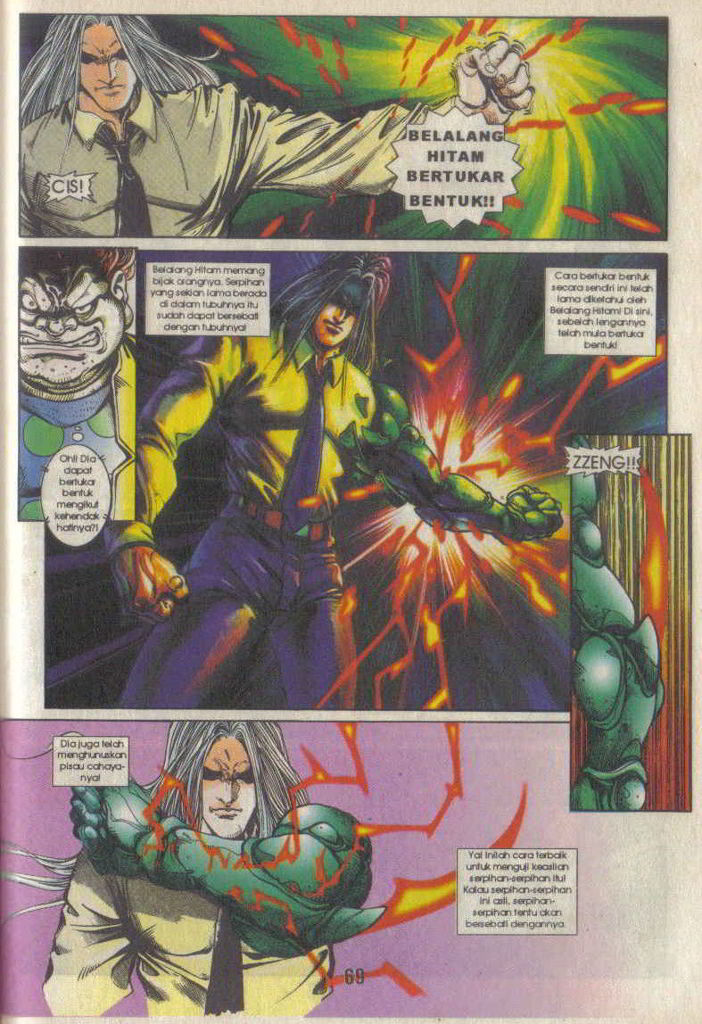 CIS!
BELALANG
HITAM
BERTUKAR
BENTUK!!
Belalang Hitam memang
bijak orangnya. Serpihan
yang sekian lama berada
di dalam tubuhnya itu
sudah dapat bersebati
dengan tubuhnya!
Cara bertukar bentuk
secara sendiri ini telah
lama diketahui oleh
Belalang Hitam! Di sini,
sebelah lengannya
telah mula bertukar
bentuk!
Oh!! Dia
dapat
bertukar
bentuk
mengikut
kehendak
hatinya?!
ZZENG!!
Dia juga telah
menghunuskan
pisau cahaya-
nya!
Ya! Inilah cara terbaik
untuk menguji keaslian
serpihan-serpihan itu!
Kalau serpihan-serpihan
ini asli, serpihan-
serpihan tentu akan
bersebati dengannya.
69